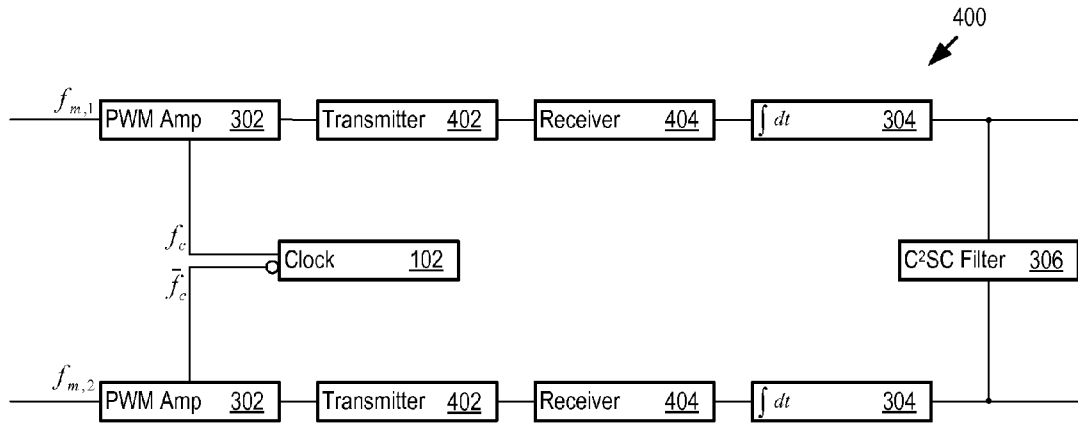 400
f_{m,1}
PWM Amp 302
Transmitter 402
Receiver 404
∫ dt 304
f_c
f̄_c
Clock 102
C²SC Filter 306
f_{m,2}
PWM Amp 302
Transmitter 402
Receiver 404
∫ dt 304